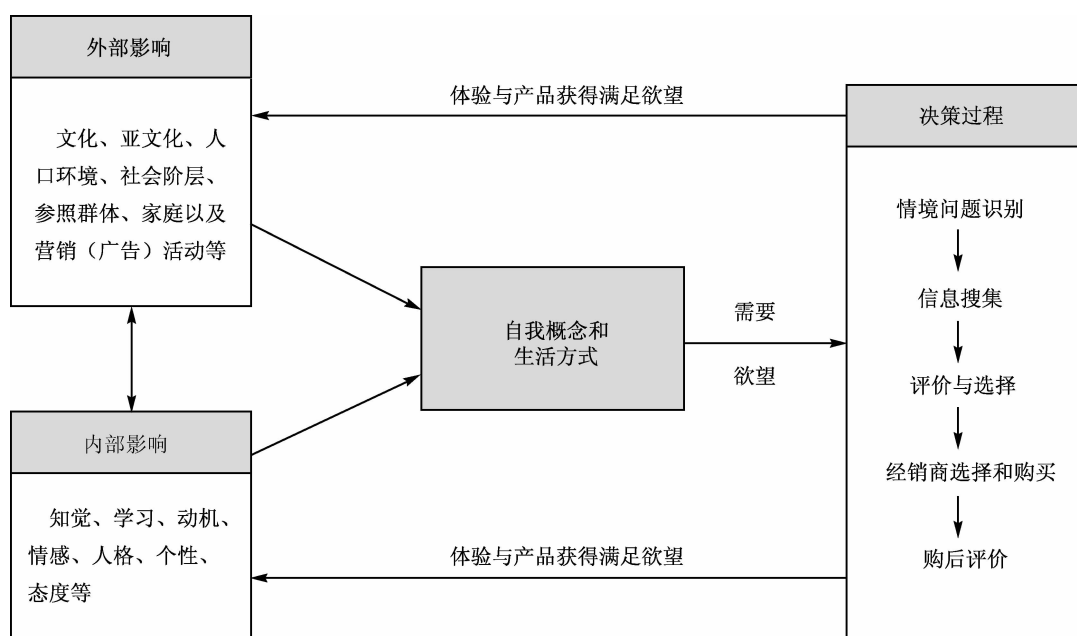 外部影响
文化、亚文化、人
口环境、社会阶层、
参照群体、家庭以及
营销（广告）活动等
内部影响
知觉、学习、动机、
情感、人格、个性、
态度等
体验与产品获得满足欲望
自我概念和
生活方式
需要
欲望
体验与产品获得满足欲望
决策过程
情境问题识别
信息搜集
评价与选择
经销商选择和购买
购后评价